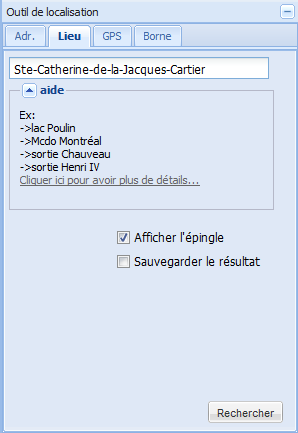 Outil de localisation
Adr. Lieu GPS Borne
Ste-Catherine-de-la-Jacques-Cartier
aide
Ex:
->lac Poulin
->Mcdo Montréal
->sortie Chauveau
->sortie Henri IV
Cliquer ici pour avoir plus de détails...
Afficher l'épingle
Sauvegarder le résultat
Rechercher